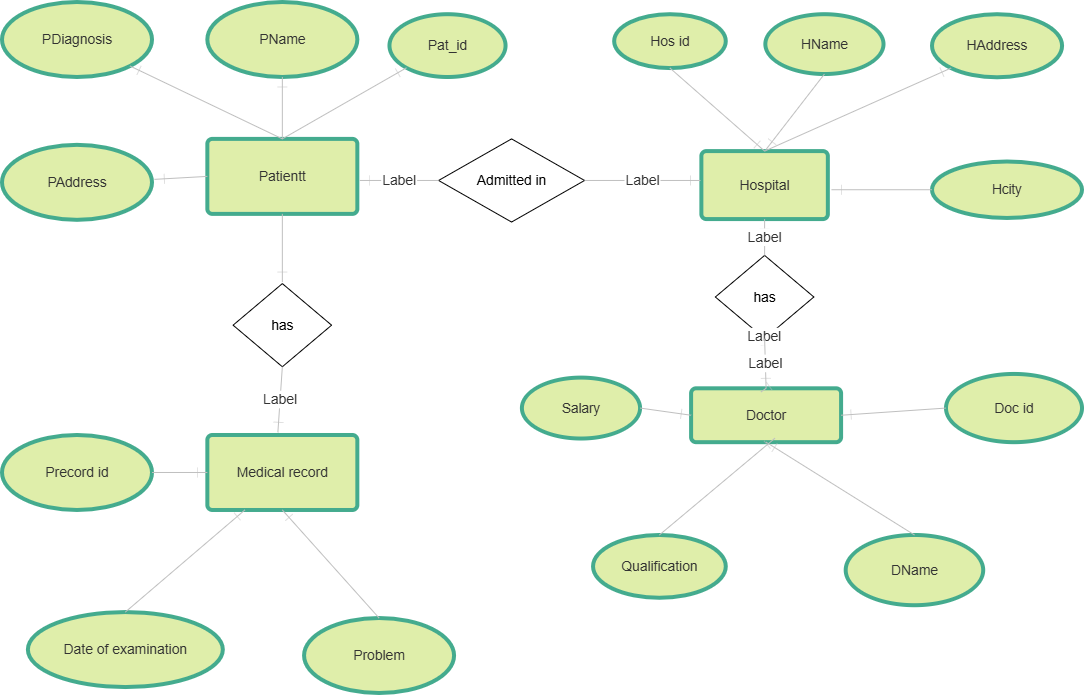 PDiagnosis
PName
Pat_id
Hos id
HName
HAddress
PAddress
Patientt
Label
Admitted in
Label
Hospital
Hcity
Label
has
has
Label
Label
Label
Salary
Doctor
Doc id
Precord id
Medical record
Qualification
DName
Date of examination
Problem